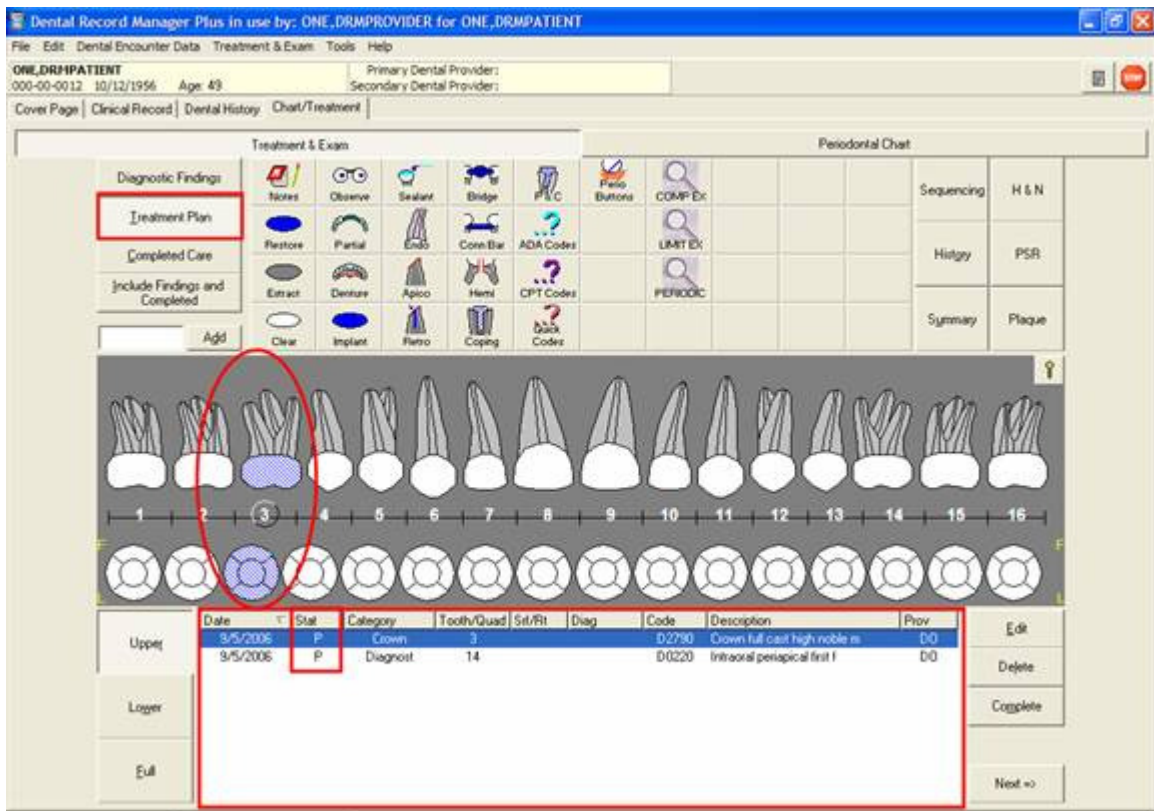 Dental Record Manager Plus in use by: ONE,DRMPROVIDER for ONE,DRMPATIENT
File Edit Dental Encounter Data Treatment & Exam Tools Help
ONE,DRMPATIENT Primary Dental Provider:
000-00-0012 10/12/1956 Age: 49 Secondary Dental Provider:
STOP
Cover Page Clinical Record Dental History Chart/Treatment
Treatment & Exam Periodontal Chart
Diagnostic Findings
Treatment Plan
Completed Care
Include Findings and
Completed
Add
Notes Observe Sealant Bridge P & C Perio Buttons COMP EX
Restore Partial Endo Conn Bar ADA Codes LIMIT EX
Extract Denture Apico Hemi CPT Codes PERIODIC
Clear Implant Retro Coping Quick Codes
Sequencing H & N
History PSR
Summary Plaque
1 2 3 4 5 6 7 8 9 10 11 12 13 14 15 16
F F
L L
Upper
Lower
Full
Date Stat Category Tooth/Quad Srf/Rt Diag Code Description Prov
9/5/2006 P Crown 3 D2790 Crown full cast high noble m DO
9/5/2006 P Diagnost 14 D0220 Intraoral periapical first f DO
Edit
Delete
Complete
Next =>